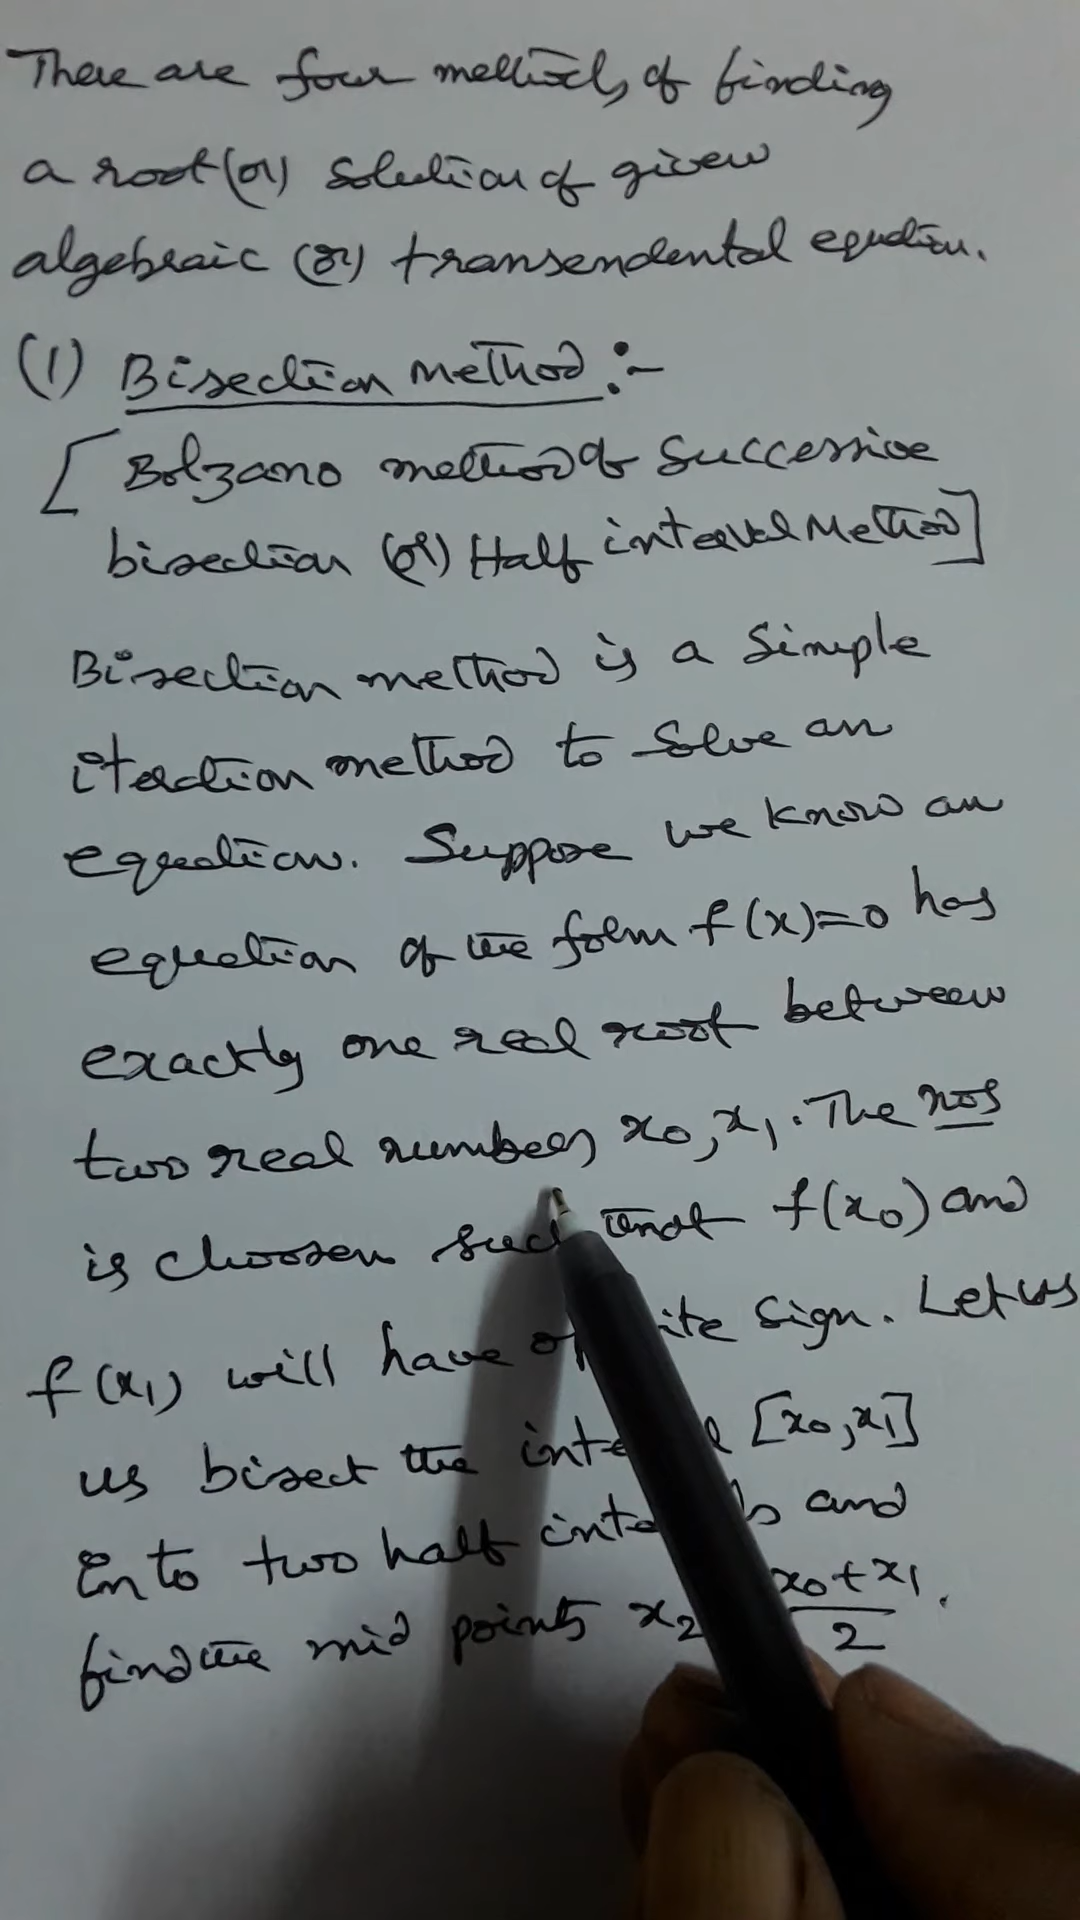 There are four methods of finding
a root (or) solution of given
algebraic (or) transendental equation.
(1) Bisection method :-
[Bolzano method of Successive
bisection (or) Half interval Method]
Bisection method is a simple
iteration method to solve an
equation. Suppose we know an
equation of the form f(x)=0 has
exactly one real root between
two real numbers x₀, x₁. The nos
is choosen such that f(x₀) and
f(x₁) will have sign. Let us
us bisect the [x₀, x₁]
in to two half and
find the mid points x₂ x₀+x₁/2.